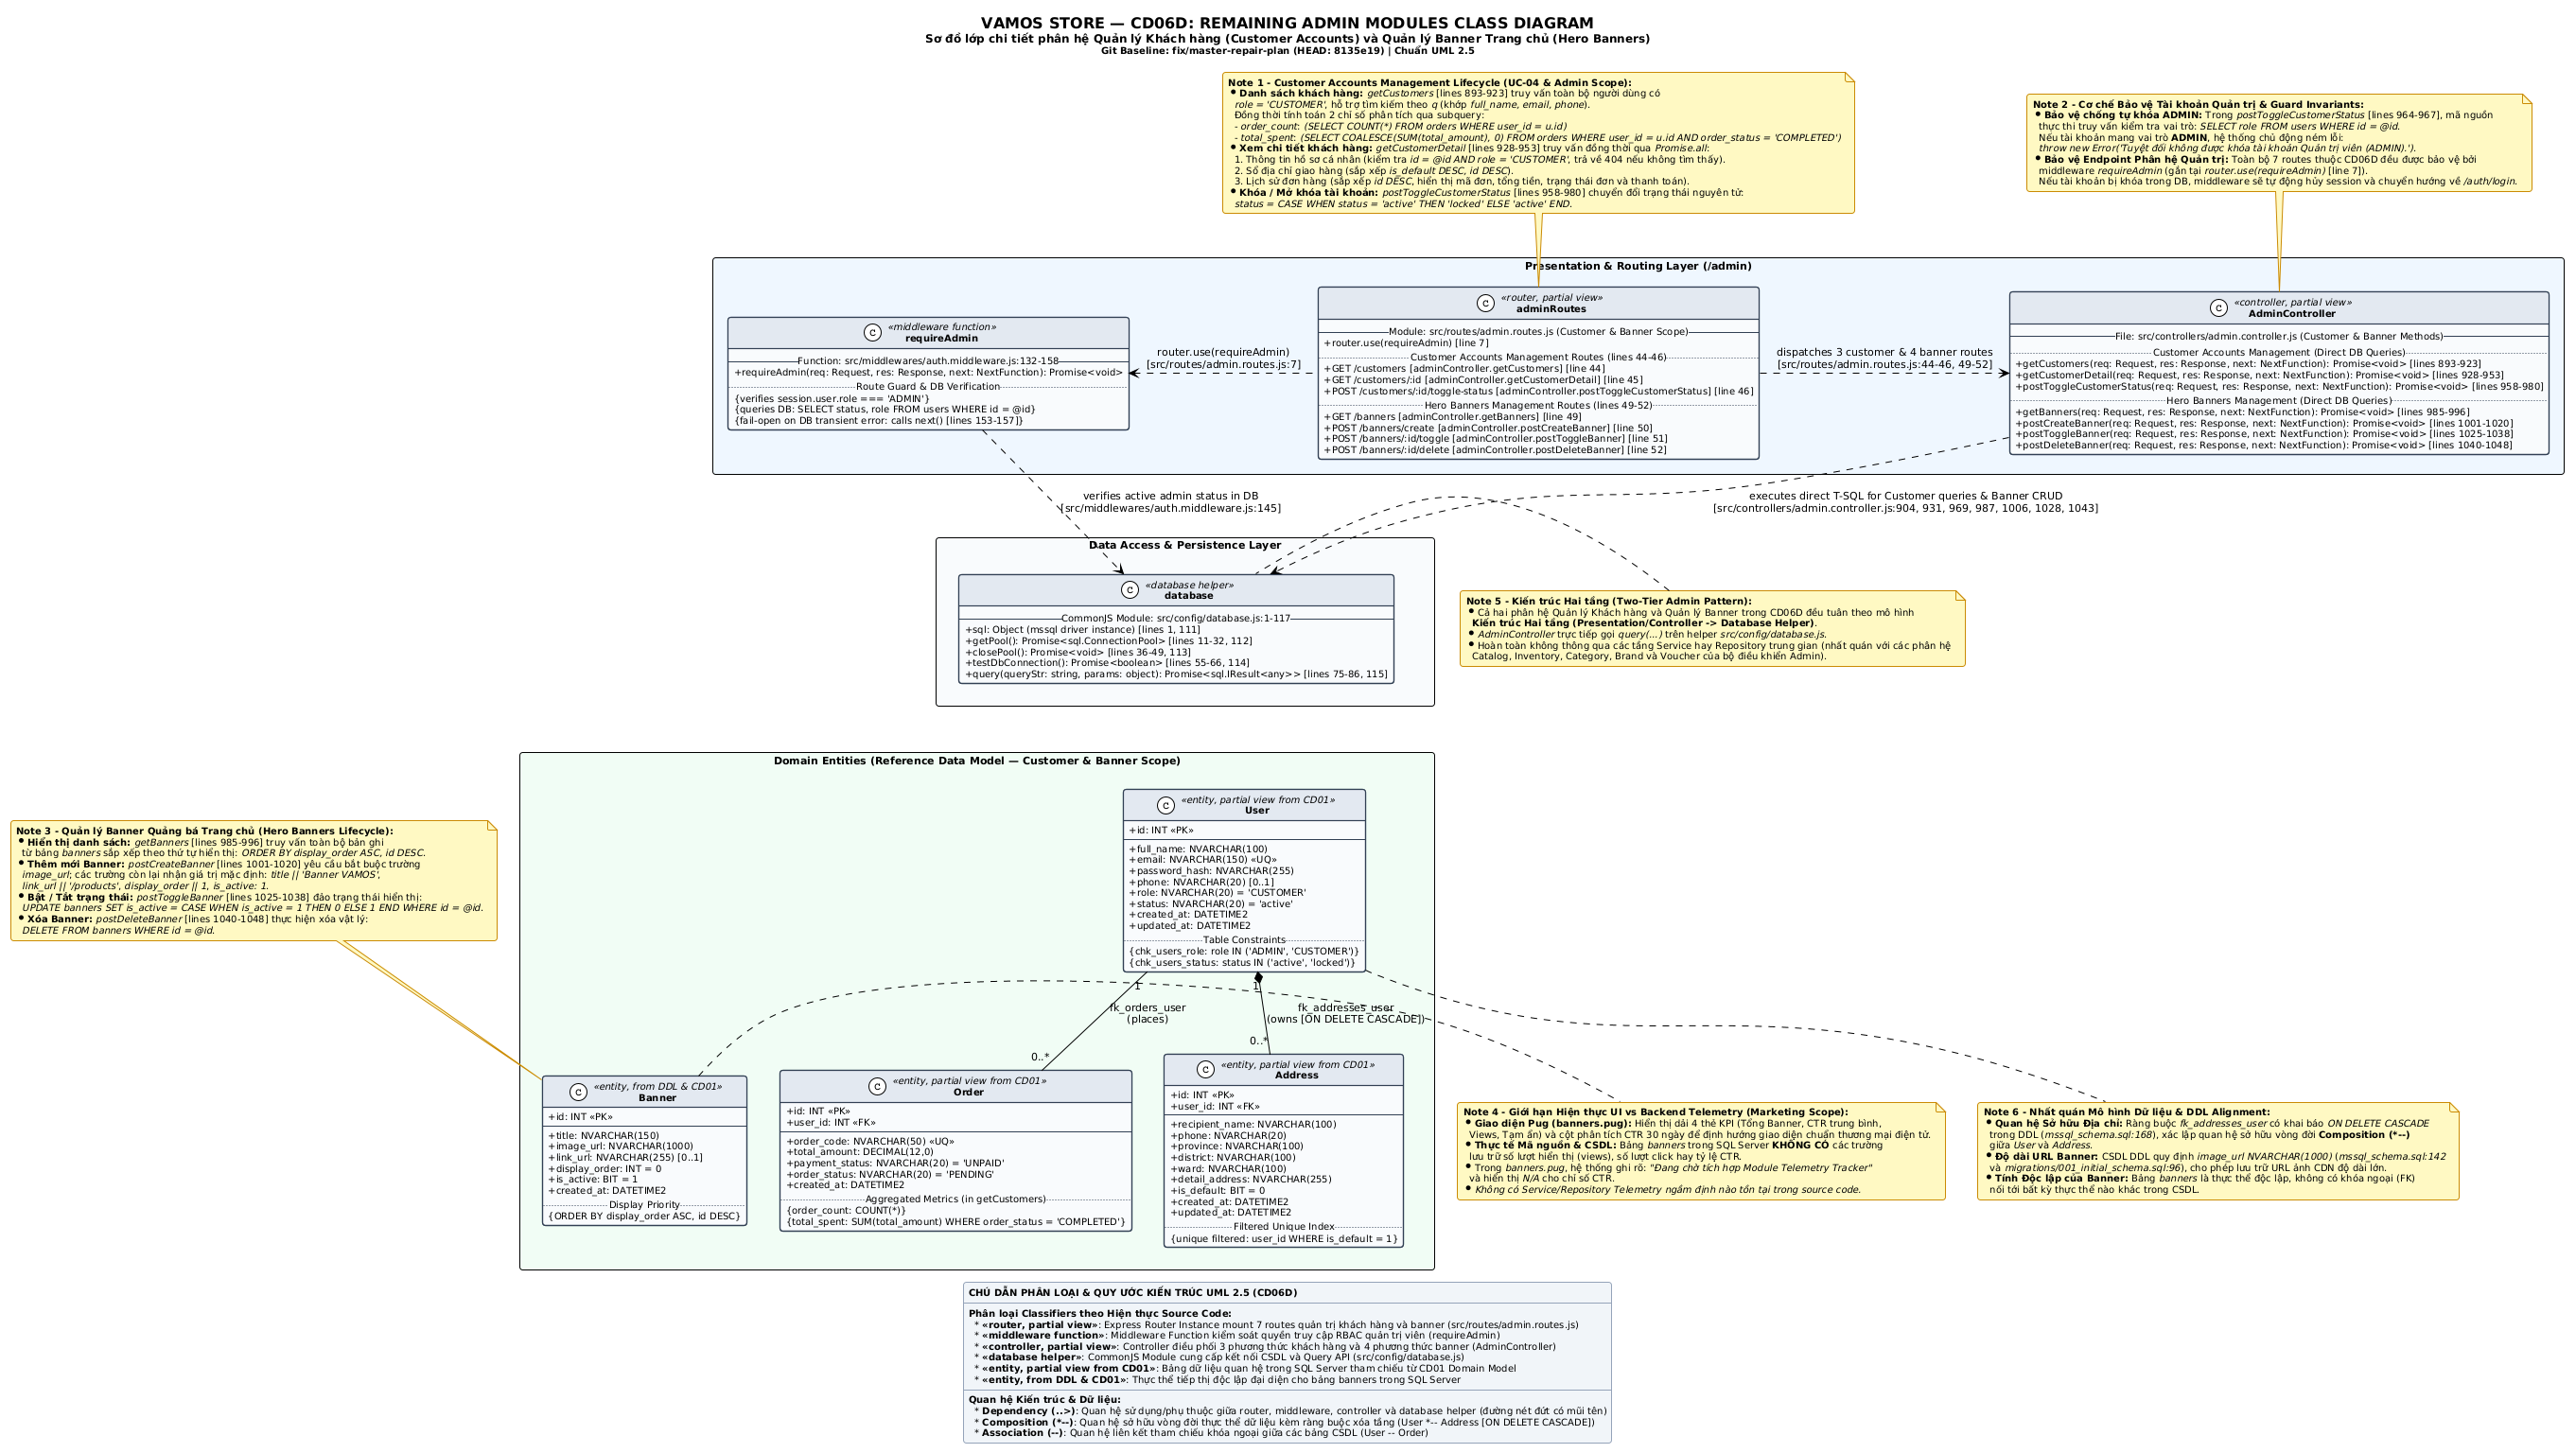 VAMOS STORE — CD06D: REMAINING ADMIN MODULES CLASS DIAGRAM
Sơ đồ lớp chi tiết phân hệ Quản lý Khách hàng (Customer Accounts) và Quản lý Banner Trang chủ (Hero Banners)
Git Baseline: fix/master-repair-plan (HEAD: 8135e19) | Chuẩn UML 2.5
Note 1 - Customer Accounts Management Lifecycle (UC-04 & Admin Scope):
• Danh sách khách hàng: getCustomers [lines 893-923] truy vấn toàn bộ người dùng có
role = 'CUSTOMER', hỗ trợ tìm kiếm theo q (khớp full_name, email, phone).
Đồng thời tính toán 2 chỉ số phân tích qua subquery:
- order_count: (SELECT COUNT(*) FROM orders WHERE user_id = u.id)
- total_spent: (SELECT COALESCE(SUM(total_amount), 0) FROM orders WHERE user_id = u.id AND order_status = 'COMPLETED')
• Xem chi tiết khách hàng: getCustomerDetail [lines 928-953] truy vấn đồng thời qua Promise.all:
1. Thông tin hồ sơ cá nhân (kiểm tra id = @id AND role = 'CUSTOMER', trả về 404 nếu không tìm thấy).
2. Sổ địa chỉ giao hàng (sắp xếp is_default DESC, id DESC).
3. Lịch sử đơn hàng (sắp xếp id DESC, hiển thị mã đơn, tổng tiền, trạng thái đơn và thanh toán).
• Khóa / Mở khóa tài khoản: postToggleCustomerStatus [lines 958-980] chuyển đổi trạng thái nguyên tử:
status = CASE WHEN status = 'active' THEN 'locked' ELSE 'active' END.
Note 2 - Cơ chế Bảo vệ Tài khoản Quản trị & Guard Invariants:
• Bảo vệ chống tự khóa ADMIN: Trong postToggleCustomerStatus [lines 964-967], mã nguồn
thực thi truy vấn kiểm tra vai trò: SELECT role FROM users WHERE id = @id.
Nếu tài khoản mang vai trò ADMIN, hệ thống chủ động ném lỗi:
throw new Error('Tuyệt đối không được khóa tài khoản Quản trị viên (ADMIN).').
• Bảo vệ Endpoint Phân hệ Quản trị: Toàn bộ 7 routes thuộc CD06D đều được bảo vệ bởi
middleware requireAdmin (gắn tại router.use(requireAdmin) [line 7]).
Nếu tài khoản bị khóa trong DB, middleware sẽ tự động hủy session và chuyển hướng về /auth/login.
Presentation & Routing Layer (/admin)
C «middleware function»
requireAdmin
Function: src/middlewares/auth.middleware.js:132-158
+requireAdmin(req: Request, res: Response, next: NextFunction): Promise<void>
Route Guard & DB Verification
{verifies session.user.role === 'ADMIN'}
{queries DB: SELECT status, role FROM users WHERE id = @id}
{fail-open on DB transient error: calls next() [lines 153-157]}
router.use(requireAdmin)
[src/routes/admin.routes.js:7]
C «router, partial view»
adminRoutes
Module: src/routes/admin.routes.js (Customer & Banner Scope)
+router.use(requireAdmin) [line 7]
Customer Accounts Management Routes (lines 44-46)
+GET /customers [adminController.getCustomers] [line 44]
+GET /customers/:id [adminController.getCustomerDetail] [line 45]
+POST /customers/:id/toggle-status [adminController.postToggleCustomerStatus] [line 46]
Hero Banners Management Routes (lines 49-52)
+GET /banners [adminController.getBanners] [line 49]
+POST /banners/create [adminController.postCreateBanner] [line 50]
+POST /banners/:id/toggle [adminController.postToggleBanner] [line 51]
+POST /banners/:id/delete [adminController.postDeleteBanner] [line 52]
dispatches 3 customer & 4 banner routes
[src/routes/admin.routes.js:44-46, 49-52]
C «controller, partial view»
AdminController
File: src/controllers/admin.controller.js (Customer & Banner Methods)
Customer Accounts Management (Direct DB Queries)
+getCustomers(req: Request, res: Response, next: NextFunction): Promise<void> [lines 893-923]
+getCustomerDetail(req: Request, res: Response, next: NextFunction): Promise<void> [lines 928-953]
+postToggleCustomerStatus(req: Request, res: Response, next: NextFunction): Promise<void> [lines 958-980]
Hero Banners Management (Direct DB Queries)
+getBanners(req: Request, res: Response, next: NextFunction): Promise<void> [lines 985-996]
+postCreateBanner(req: Request, res: Response, next: NextFunction): Promise<void> [lines 1001-1020]
+postToggleBanner(req: Request, res: Response, next: NextFunction): Promise<void> [lines 1025-1038]
+postDeleteBanner(req: Request, res: Response, next: NextFunction): Promise<void> [lines 1040-1048]
verifies active admin status in DB
[src/middlewares/auth.middleware.js:145]
executes direct T-SQL for Customer queries & Banner CRUD
[src/controllers/admin.controller.js:904, 931, 969, 987, 1006, 1028, 1043]
Data Access & Persistence Layer
C «database helper»
database
CommonJS Module: src/config/database.js:1-117
+sql: Object (mssql driver instance) [lines 1, 111]
+getPool(): Promise<sql.ConnectionPool> [lines 11-32, 112]
+closePool(): Promise<void> [lines 36-49, 113]
+testDbConnection(): Promise<boolean> [lines 55-66, 114]
+query(queryStr: string, params: object): Promise<sql.IResult<any>> [lines 75-86, 115]
Note 5 - Kiến trúc Hai tầng (Two-Tier Admin Pattern):
• Cả hai phân hệ Quản lý Khách hàng và Quản lý Banner trong CD06D đều tuân theo mô hình
Kiến trúc Hai tầng (Presentation/Controller -> Database Helper).
• AdminController trực tiếp gọi query(...) trên helper src/config/database.js.
• Hoàn toàn không thông qua các tầng Service hay Repository trung gian (nhất quán với các phân hệ
Catalog, Inventory, Category, Brand và Voucher của bộ điều khiển Admin).
Domain Entities (Reference Data Model — Customer & Banner Scope)
C «entity, partial view from CD01»
User
+id: INT «PK»
+full_name: NVARCHAR(100)
+email: NVARCHAR(150) «UQ»
+password_hash: NVARCHAR(255)
+phone: NVARCHAR(20) [0..1]
+role: NVARCHAR(20) = 'CUSTOMER'
+status: NVARCHAR(20) = 'active'
+created_at: DATETIME2
+updated_at: DATETIME2
Table Constraints
{chk_users_role: role IN ('ADMIN', 'CUSTOMER')}
{chk_users_status: status IN ('active', 'locked')}
Note 3 - Quản lý Banner Quảng bá Trang chủ (Hero Banners Lifecycle):
• Hiển thị danh sách: getBanners [lines 985-996] truy vấn toàn bộ bản ghi
từ bảng banners sắp xếp theo thứ tự hiển thị: ORDER BY display_order ASC, id DESC.
• Thêm mới Banner: postCreateBanner [lines 1001-1020] yêu cầu bắt buộc trường
image_url; các trường còn lại nhận giá trị mặc định: title || 'Banner VAMOS',
link_url || '/products', display_order || 1, is_active: 1.
• Bật / Tắt trạng thái: postToggleBanner [lines 1025-1038] đảo trạng thái hiển thị:
UPDATE banners SET is_active = CASE WHEN is_active = 1 THEN 0 ELSE 1 END WHERE id = @id.
• Xóa Banner: postDeleteBanner [lines 1040-1048] thực hiện xóa vật lý:
DELETE FROM banners WHERE id = @id.
1
fk_orders_user
(places)
0..*
1
fk_addresses_user
(owns [ON DELETE CASCADE])
0..*
C «entity, from DDL & CD01»
Banner
+id: INT «PK»
+title: NVARCHAR(150)
+image_url: NVARCHAR(1000)
+link_url: NVARCHAR(255) [0..1]
+display_order: INT = 0
+is_active: BIT = 1
+created_at: DATETIME2
Display Priority
{ORDER BY display_order ASC, id DESC}
C «entity, partial view from CD01»
Order
+id: INT «PK»
+user_id: INT «FK»
+order_code: NVARCHAR(50) «UQ»
+total_amount: DECIMAL(12,0)
+payment_status: NVARCHAR(20) = 'UNPAID'
+order_status: NVARCHAR(20) = 'PENDING'
+created_at: DATETIME2
Aggregated Metrics (in getCustomers)
{order_count: COUNT(*)}
{total_spent: SUM(total_amount) WHERE order_status = 'COMPLETED'}
C «entity, partial view from CD01»
Address
+id: INT «PK»
+user_id: INT «FK»
+recipient_name: NVARCHAR(100)
+phone: NVARCHAR(20)
+province: NVARCHAR(100)
+district: NVARCHAR(100)
+ward: NVARCHAR(100)
+detail_address: NVARCHAR(255)
+is_default: BIT = 0
+created_at: DATETIME2
+updated_at: DATETIME2
Filtered Unique Index
{unique filtered: user_id WHERE is_default = 1}
Note 4 - Giới hạn Hiện thực UI vs Backend Telemetry (Marketing Scope):
• Giao diện Pug (banners.pug): Hiển thị dải 4 thẻ KPI (Tổng Banner, CTR trung bình,
Views, Tạm ẩn) và cột phân tích CTR 30 ngày để định hướng giao diện chuẩn thương mại điện tử.
• Thực tế Mã nguồn & CSDL: Bảng banners trong SQL Server KHÔNG CÓ các trường
lưu trữ số lượt hiển thị (views), số lượt click hay tỷ lệ CTR.
• Trong banners.pug, hệ thống ghi rõ: "Đang chờ tích hợp Module Telemetry Tracker"
và hiển thị N/A cho chỉ số CTR.
• Không có Service/Repository Telemetry ngầm định nào tồn tại trong source code.
Note 6 - Nhất quán Mô hình Dữ liệu & DDL Alignment:
• Quan hệ Sở hữu Địa chỉ: Ràng buộc fk_addresses_user có khai báo ON DELETE CASCADE
trong DDL (mssql_schema.sql:168), xác lập quan hệ sở hữu vòng đời Composition (*--)
giữa User và Address.
• Độ dài URL Banner: CSDL DDL quy định image_url NVARCHAR(1000) (mssql_schema.sql:142
và migrations/001_initial_schema.sql:96), cho phép lưu trữ URL ảnh CDN độ dài lớn.
• Tính Độc lập của Banner: Bảng banners là thực thể độc lập, không có khóa ngoại (FK)
nối tới bất kỳ thực thể nào khác trong CSDL.
CHÚ DẪN PHÂN LOẠI & QUY ƯỚC KIẾN TRÚC UML 2.5 (CD06D)
Phân loại Classifiers theo Hiện thực Source Code:
* «router, partial view»: Express Router Instance mount 7 routes quản trị khách hàng và banner (src/routes/admin.routes.js)
* «middleware function»: Middleware Function kiểm soát quyền truy cập RBAC quản trị viên (requireAdmin)
* «controller, partial view»: Controller điều phối 3 phương thức khách hàng và 4 phương thức banner (AdminController)
* «database helper»: CommonJS Module cung cấp kết nối CSDL và Query API (src/config/database.js)
* «entity, partial view from CD01»: Bảng dữ liệu quan hệ trong SQL Server tham chiếu từ CD01 Domain Model
* «entity, from DDL & CD01»: Thực thể tiếp thị độc lập đại diện cho bảng banners trong SQL Server
Quan hệ Kiến trúc & Dữ liệu:
* Dependency (..>): Quan hệ sử dụng/phụ thuộc giữa router, middleware, controller và database helper (đường nét đứt có mũi tên)
* Composition (*--): Quan hệ sở hữu vòng đời thực thể dữ liệu kèm ràng buộc xóa tầng (User *-- Address [ON DELETE CASCADE])
* Association (--): Quan hệ liên kết tham chiếu khóa ngoại giữa các bảng CSDL (User -- Order)